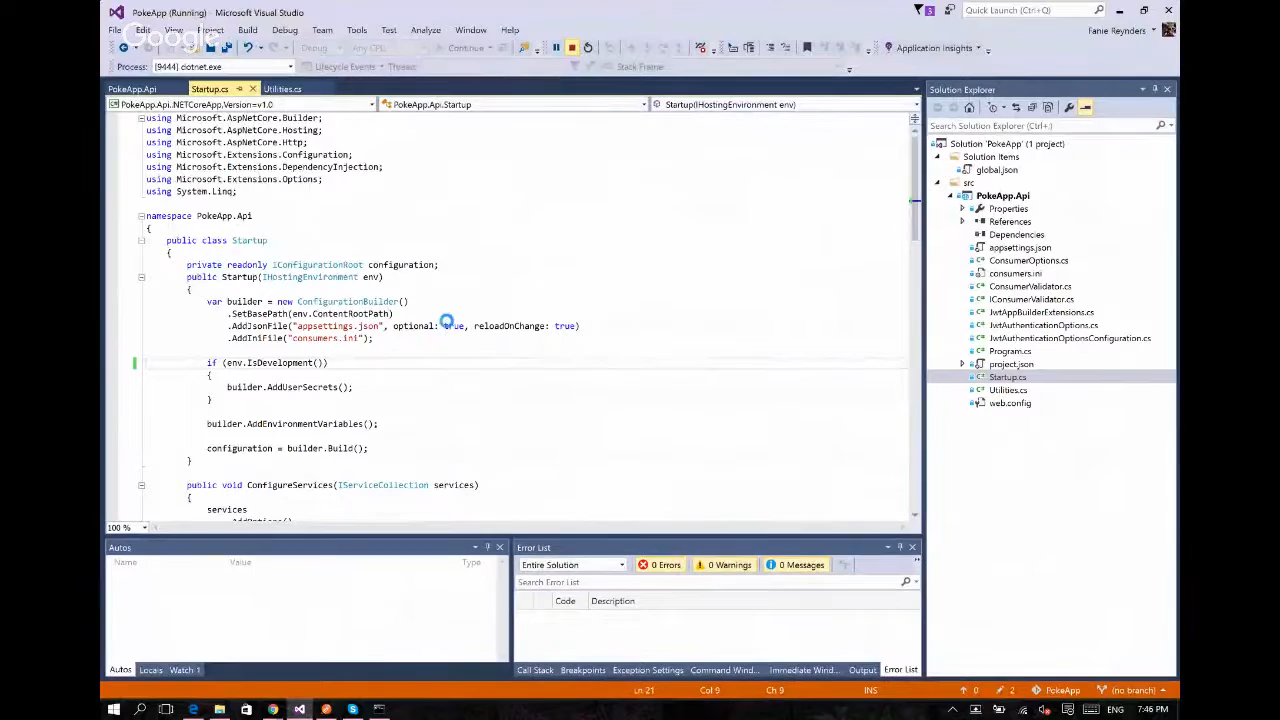 PokeApp (Running) - Microsoft Visual Studio
3
Quick Launch (Ctrl+Q)
File Edit View Project Build Debug Team Tools Test Analyze Window Help
Fanie Reynders
Google
Debug Any CPU Continue Application Insights
Process: [9444] dotnet.exe Lifecycle Events Thread: Stack Frame:
PokeApp.Api Startup.cs Utilities.cs
PokeApp.Api.NETCoreApp,Version=v1.0 PokeApp.Api.Startup Startup(IHostingEnvironment env)
using Microsoft.AspNetCore.Builder;
using Microsoft.AspNetCore.Hosting;
using Microsoft.AspNetCore.Http;
using Microsoft.Extensions.Configuration;
using Microsoft.Extensions.DependencyInjection;
using Microsoft.Extensions.Options;
using System.Linq;
namespace PokeApp.Api
{
public class Startup
{
private readonly IConfigurationRoot configuration;
public Startup(IHostingEnvironment env)
{
var builder = new ConfigurationBuilder()
.SetBasePath(env.ContentRootPath)
.AddJsonFile("appsettings.json", optional: true, reloadOnChange: true)
.AddIniFile("consumers.ini");
if (env.IsDevelopment())
{
builder.AddUserSecrets();
}
builder.AddEnvironmentVariables();
configuration = builder.Build();
}
public void ConfigureServices(IServiceCollection services)
{
services
.AddOptions()
100 %
Solution Explorer
Search Solution Explorer (Ctrl+;)
Solution 'PokeApp' (1 project)
Solution Items
global.json
src
PokeApp.Api
Properties
References
Dependencies
appsettings.json
ConsumerOptions.cs
consumers.ini
ConsumerValidator.cs
IConsumerValidator.cs
JwtAppBuilderExtensions.cs
JwtAuthenticationOptions.cs
JwtAuthenticationOptionsConfiguration.cs
Program.cs
project.json
Startup.cs
Utilities.cs
web.config
Autos
Name Value Type
Autos Locals Watch 1
Error List
Entire Solution 0 Errors 0 Warnings 0 Messages
Search Error List
Code Description
Call Stack Breakpoints Exception Settings Command Wind... Immediate Wind... Output Error List
Ln 21 Col 9 Ch 9 INS 0 2 PokeApp (no branch)
7:46 PM